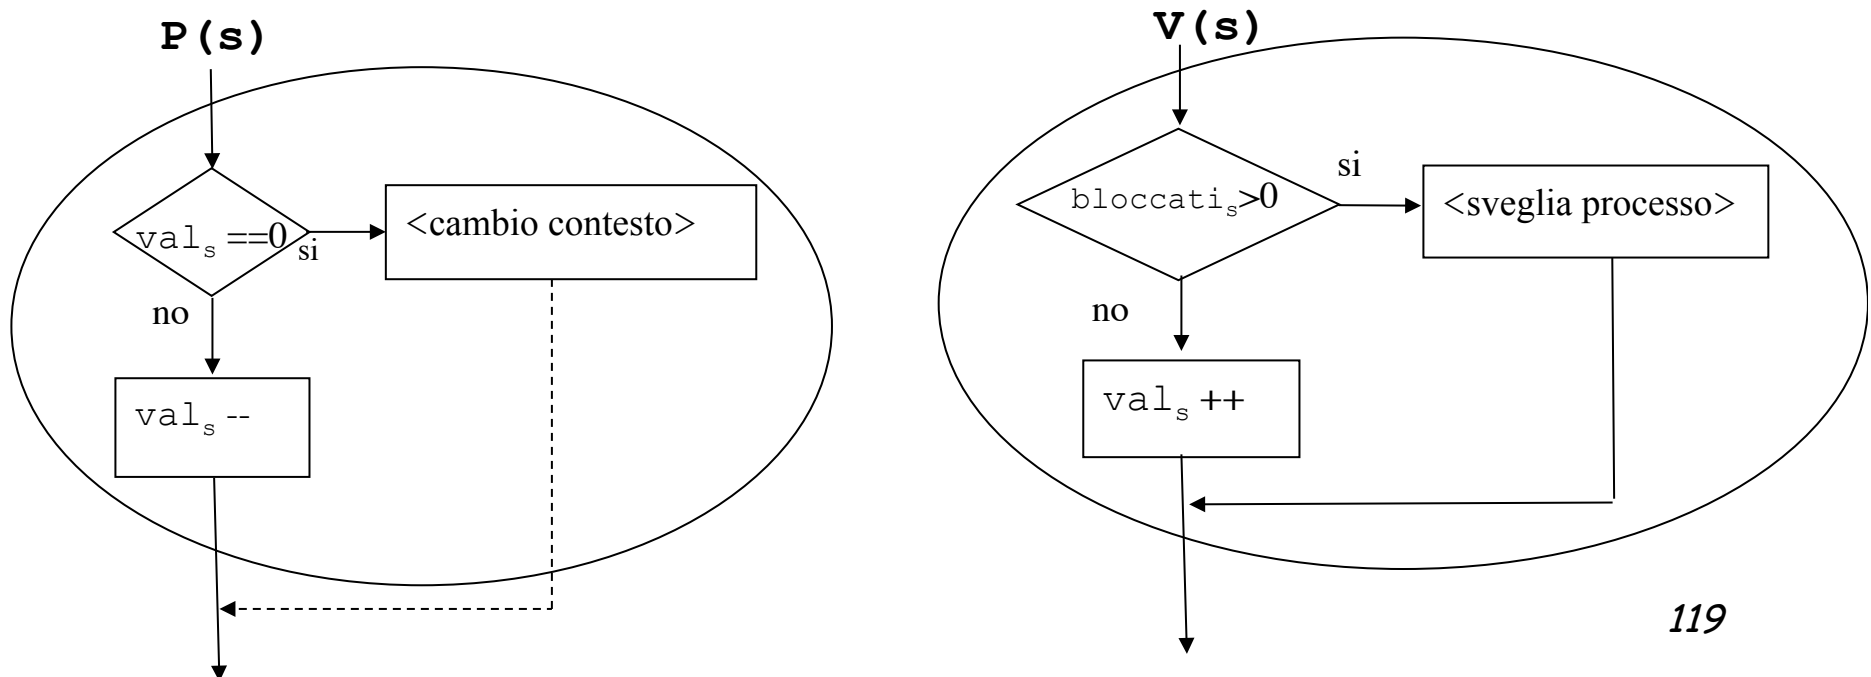 P(s)
val_s ==0
si
<cambio contesto>
no
val_s --
V(s)
bloccati_s>0
si
<sveglia processo>
no
val_s ++
119